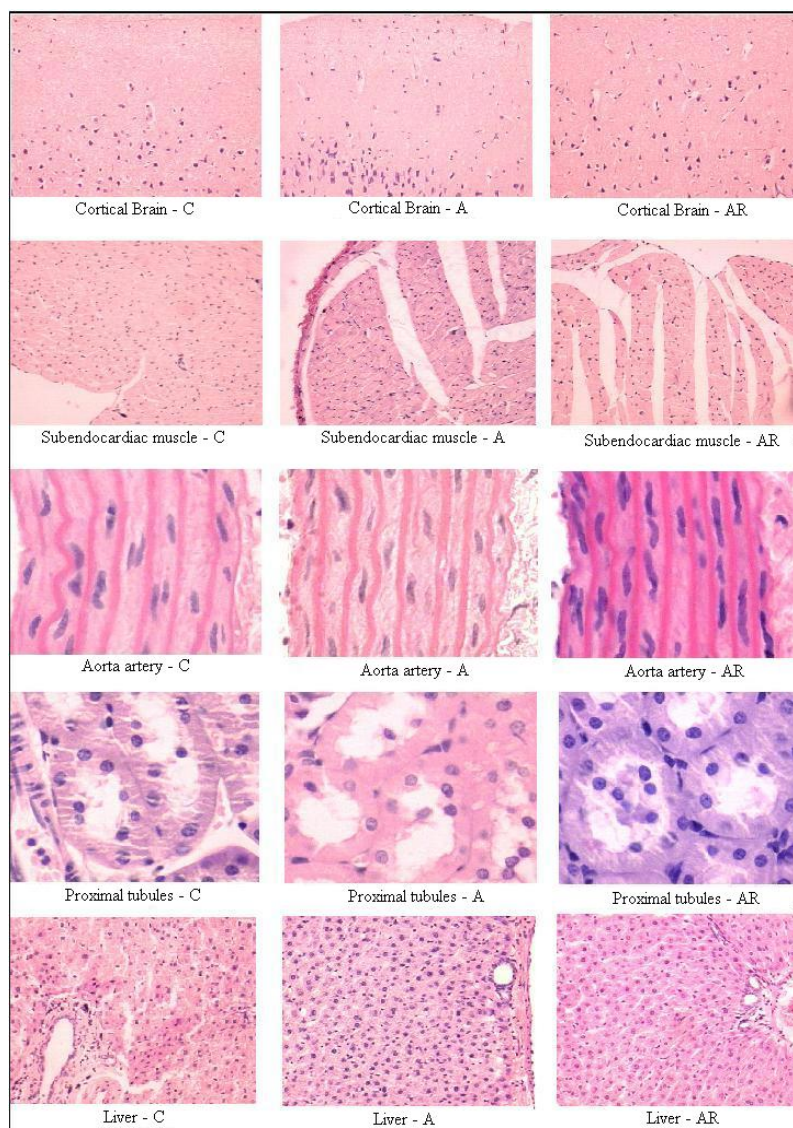 Cortical Brain - C
Cortical Brain - A
Cortical Brain - AR
Subendocardiac muscle - C
Subendocardiac muscle - A
Subendocardiac muscle - AR
Aorta artery - C
Aorta artery - A
Aorta artery - AR
Proximal tubules - C
Proximal tubules - A
Proximal tubules - AR
Liver - C
Liver - A
Liver - AR